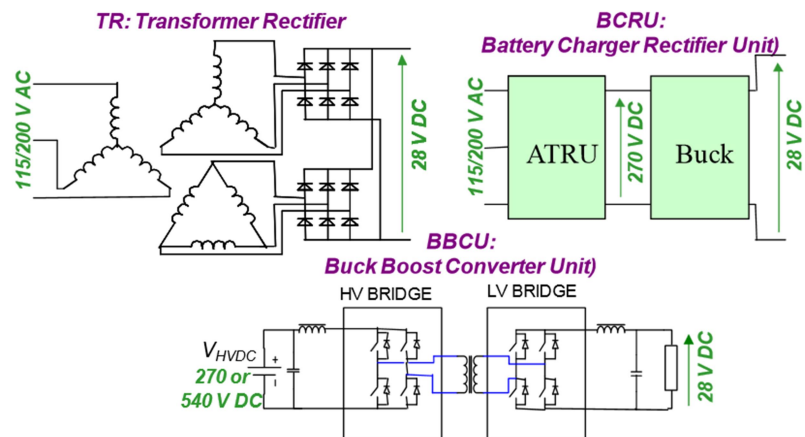 TR: Transformer Rectifier
115/200 V AC
28 V DC
BCRU:
Battery Charger Rectifier Unit)
115/200 V AC
ATRU
270 V DC
Buck
28 V DC
BBCU:
Buck Boost Converter Unit)
HV BRIDGE
LV BRIDGE
VHVDC
270 or
540 V DC
+
-
28 V DC